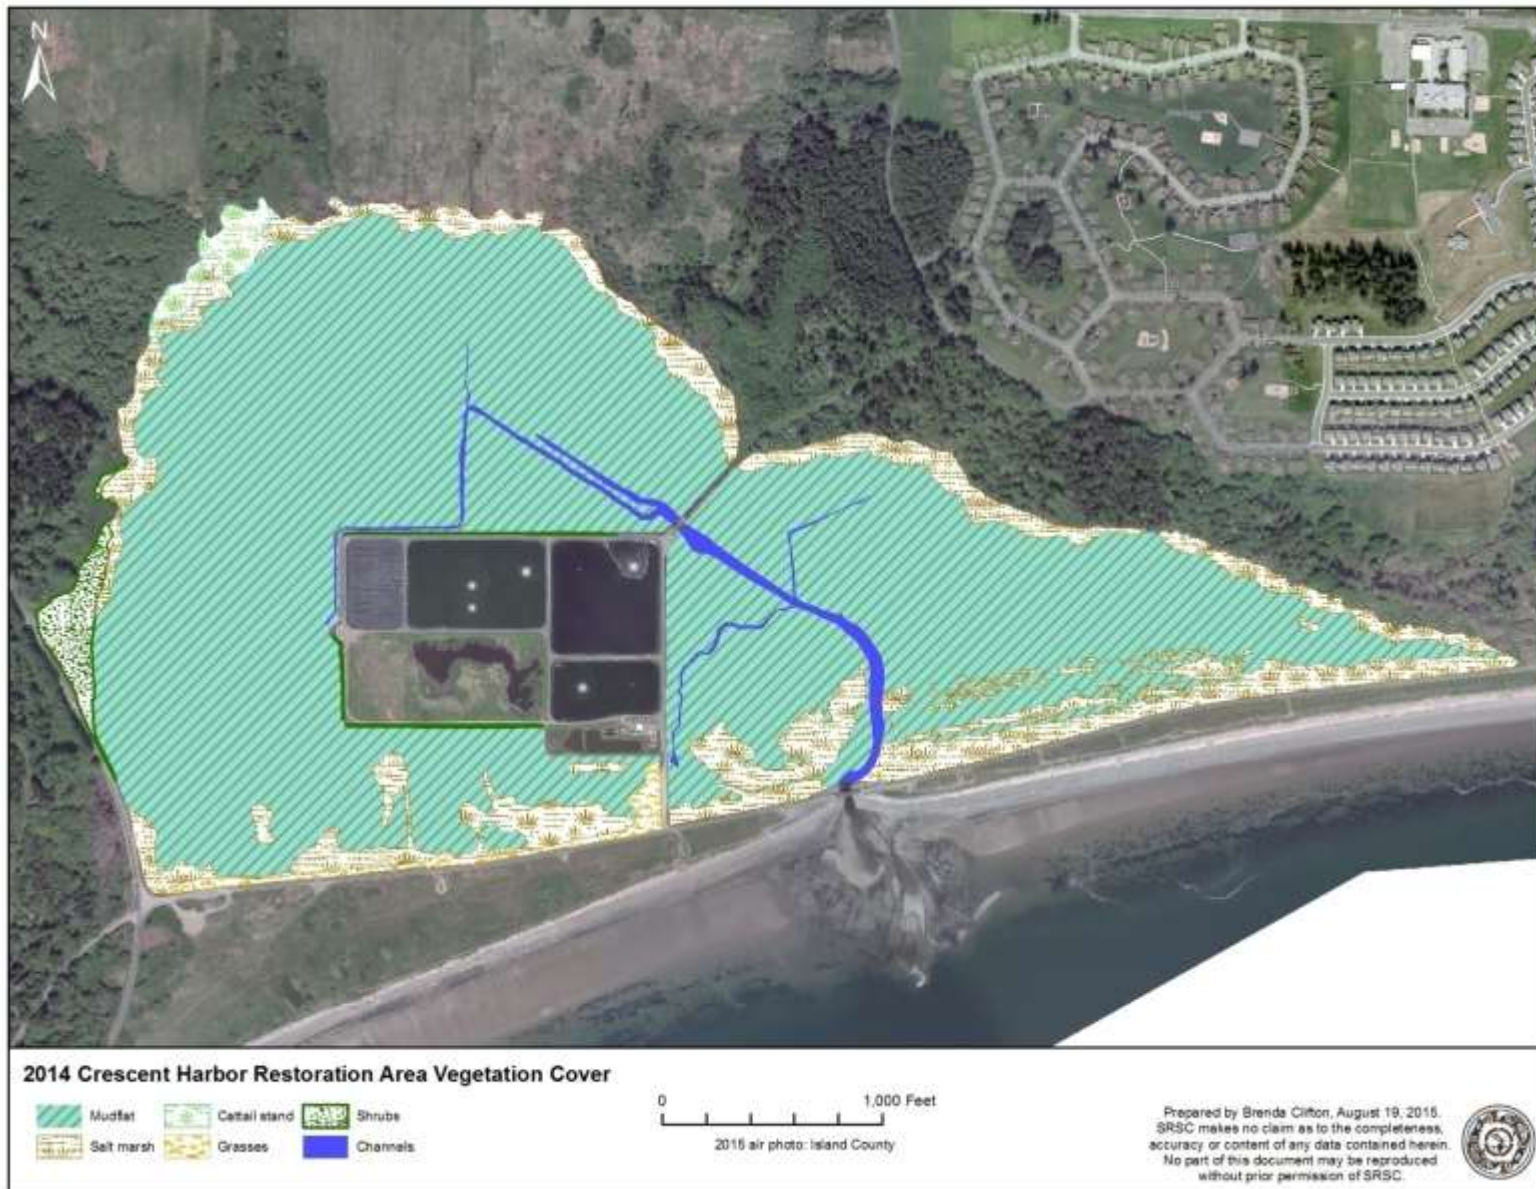 N
2014 Crescent Harbor Restoration Area Vegetation Cover
Mudflat
Cattail stand
Shrubs
Salt marsh
Grasses
Channels
0
1,000 Feet
2015 air photo: Island County
Prepared by Brenda Clifton, August 19, 2015.
SRSC makes no claim as to the completeness,
accuracy or content of any data contained herein.
No part of this document may be reproduced
without prior permission of SRSC.